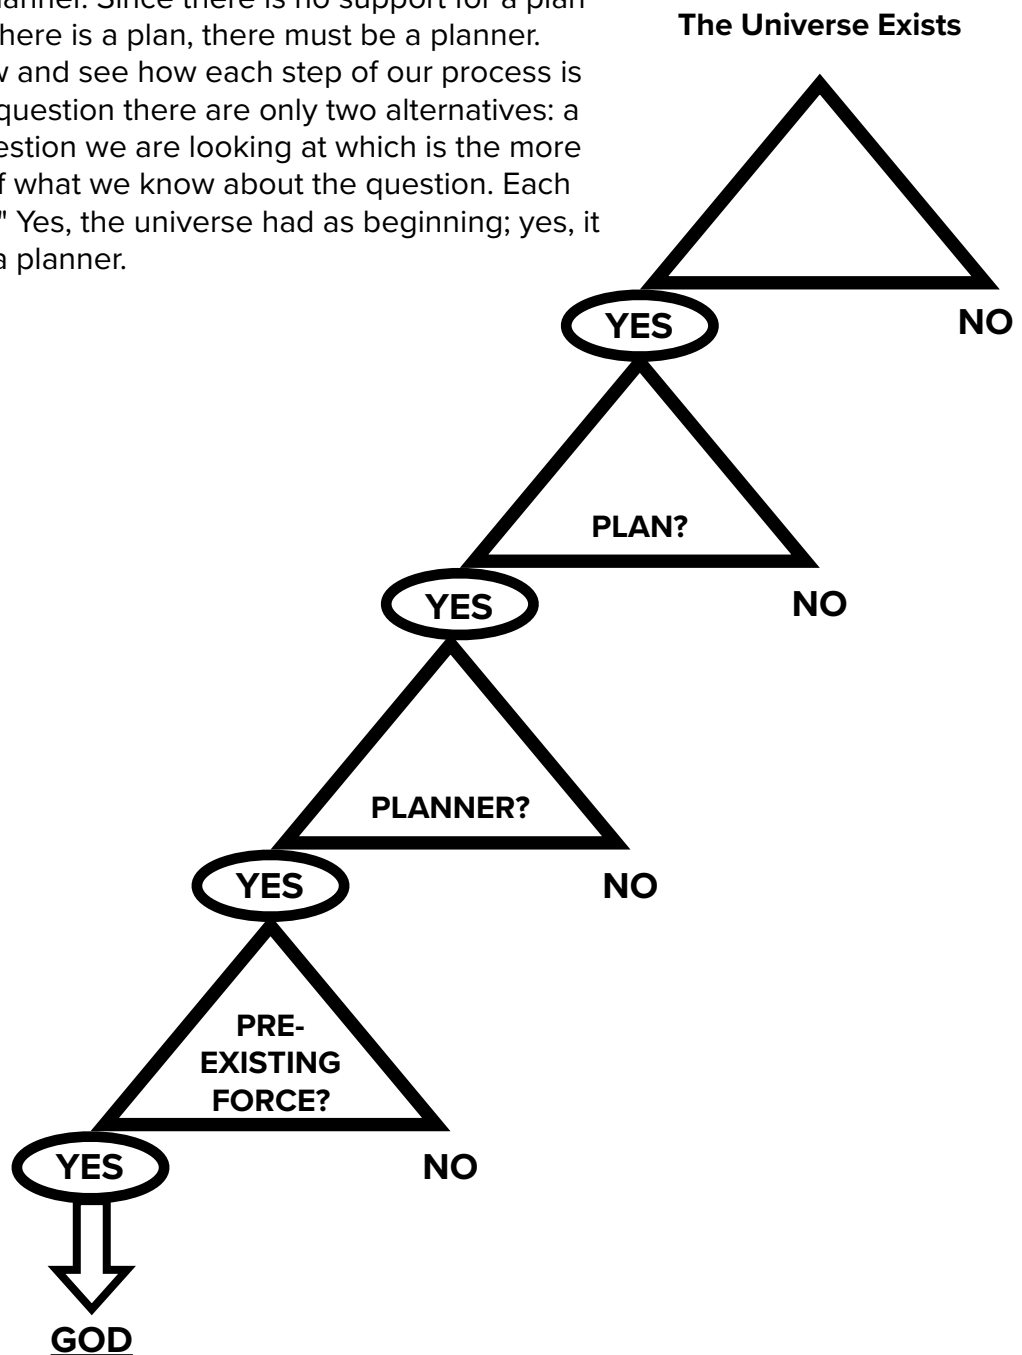 anner. Since there is no support for a plan
here is a plan, there must be a planner.
The Universe Exists
and see how each step of our process is
question there are only two alternatives: a
estion we are looking at which is the more
what we know about the question. Each
" Yes, the universe had as beginning; yes, it
a planner.
YES
NO
PLAN?
YES
NO
PLANNER?
YES
NO
PRE-
EXISTING
FORCE?
YES
NO
GOD